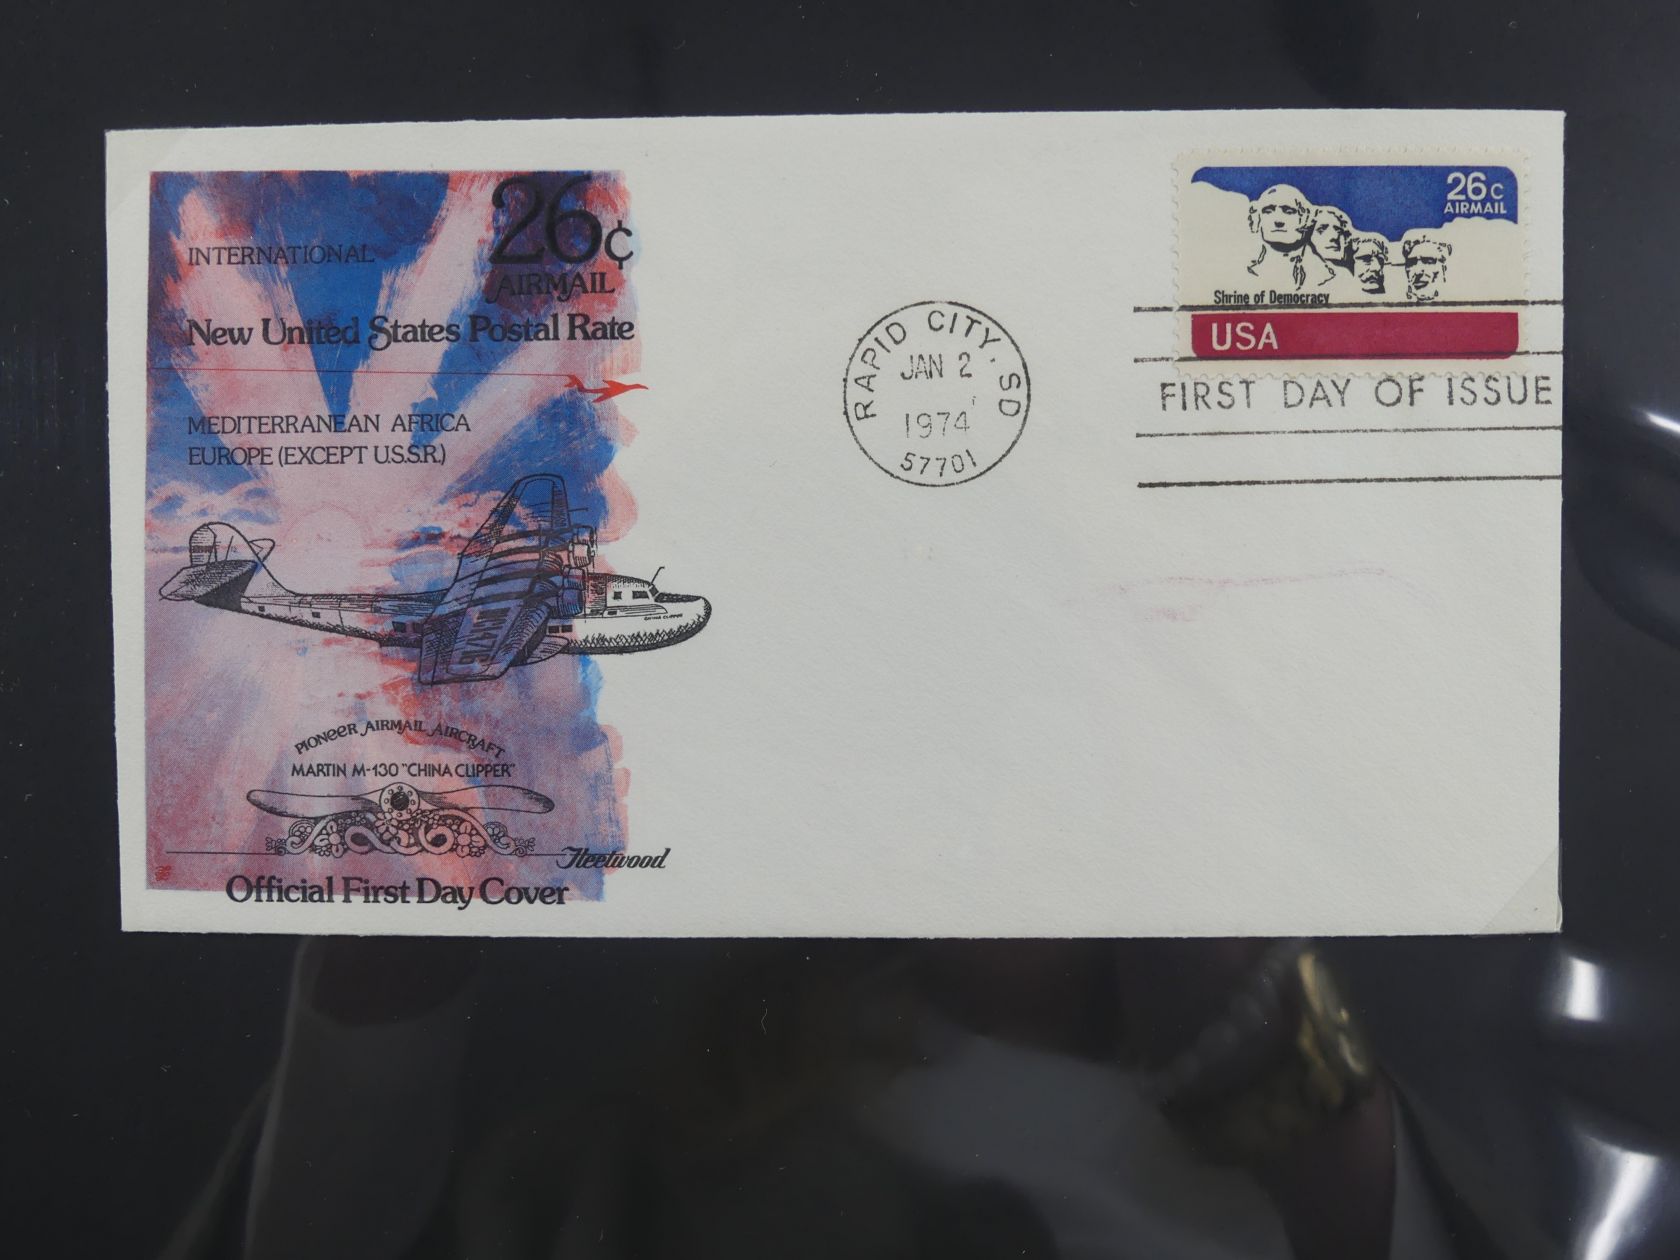 INTERNATIONAL
26¢
AIRMAIL
New United States Postal Rate
MEDITERRANEAN AFRICA
EUROPE (EXCEPT U.S.S.R.)
CHINA CLIPPER
PIONEER AIRMAIL AIRCRAFT
MARTIN M-130 "CHINA CLIPPER"
Fleetwood
Official First Day Cover
RAPID CITY, SD
JAN 2
1974
57701
26c
AIRMAIL
Shrine of Democracy
USA
FIRST DAY OF ISSUE